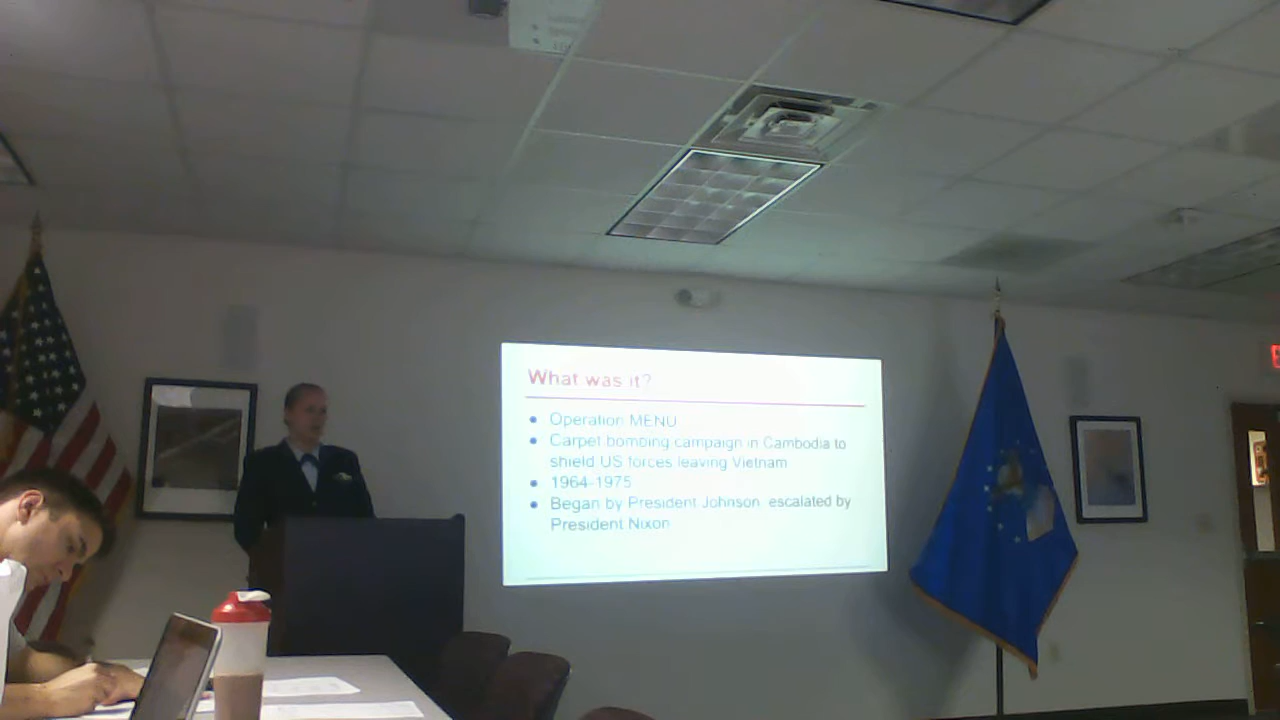 What was it?
Operation MENU
Carpet bombing campaign in Cambodia to
shield US forces leaving Vietnam
1964-1975
Began by President Johnson, escalated by
President Nixon